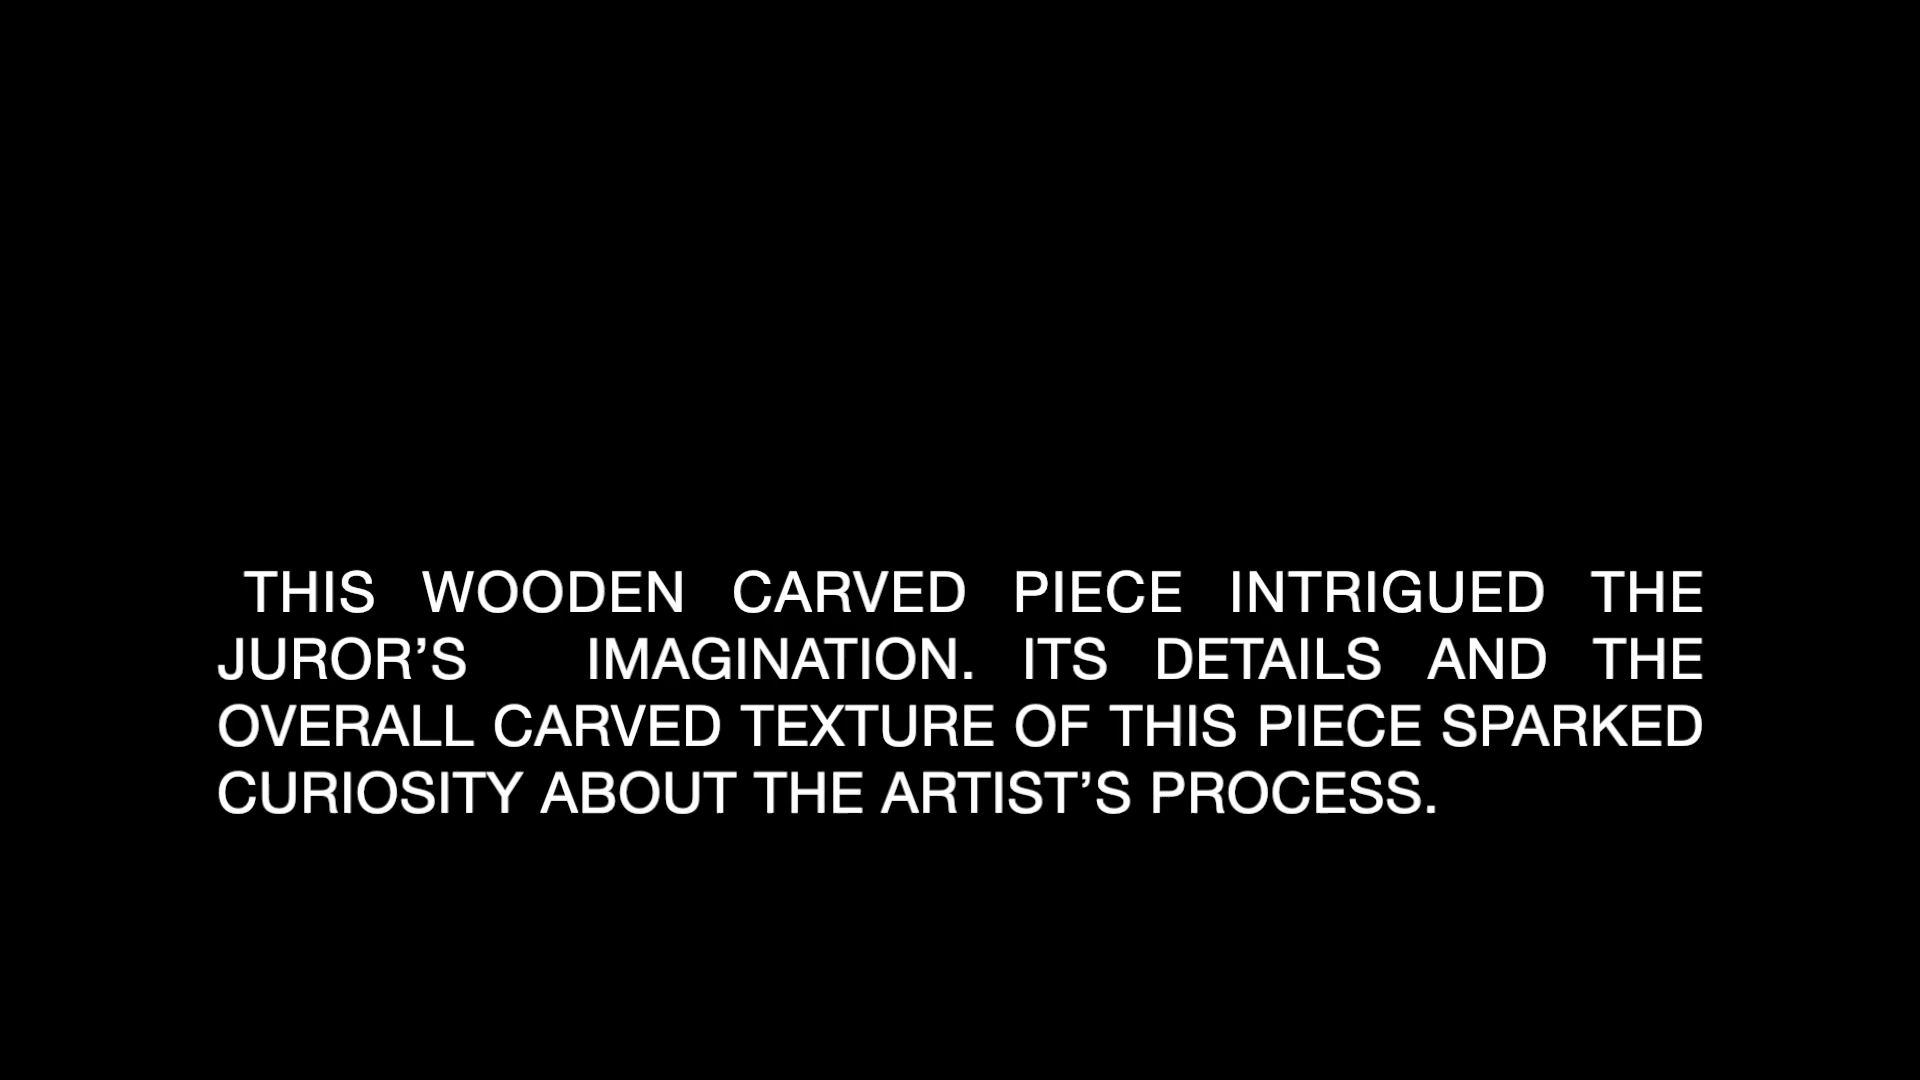 THIS WOODEN CARVED PIECE INTRIGUED THE
JUROR’S IMAGINATION. ITS DETAILS AND THE
OVERALL CARVED TEXTURE OF THIS PIECE SPARKED
CURIOSITY ABOUT THE ARTIST’S PROCESS.